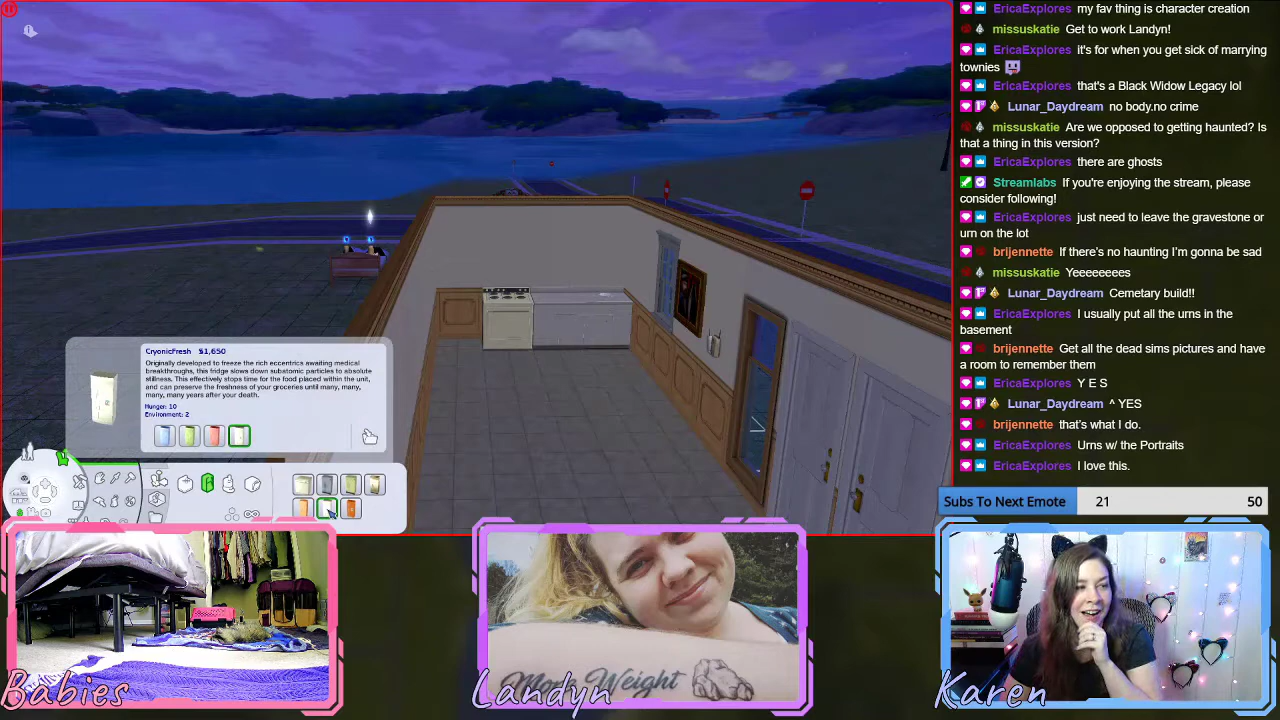 EricaExplores my fav thing is character creation
missuskatie Get to work Landyn!
EricaExplores it's for when you get sick of marrying
townies
EricaExplores that's a Black Widow Legacy lol
Lunar_Daydream no body.no crime
missuskatie Are we opposed to getting haunted? Is
that a thing in this version?
EricaExplores there are ghosts
Streamlabs If you're enjoying the stream, please
consider following!
EricaExplores just need to leave the gravestone or
urn on the lot
brijennette If there's no haunting I'm gonna be sad
missuskatie Yeeeeeeees
Lunar_Daydream Cemetary build!!
EricaExplores I usually put all the urns in the
basement
brijennette Get all the dead sims pictures and have
a room to remember them
EricaExplores Y E S
Lunar_Daydream ^ YES
brijennette that's what I do.
EricaExplores Urns w/ the Portraits
EricaExplores I love this.
CryonicFresh §1,650
Originally developed to freeze the rich eccentrics awaiting medical
breakthroughs, this fridge slows down subatomic particles to absolute
stillness. This effectively stops time for the food placed within the unit,
and can preserve the freshness of your groceries until many, many,
many, many years after your death.
Hunger: 10
Environment: 2
Subs To Next Emote 21 50
Babies
More Weight
Landyn
Karen